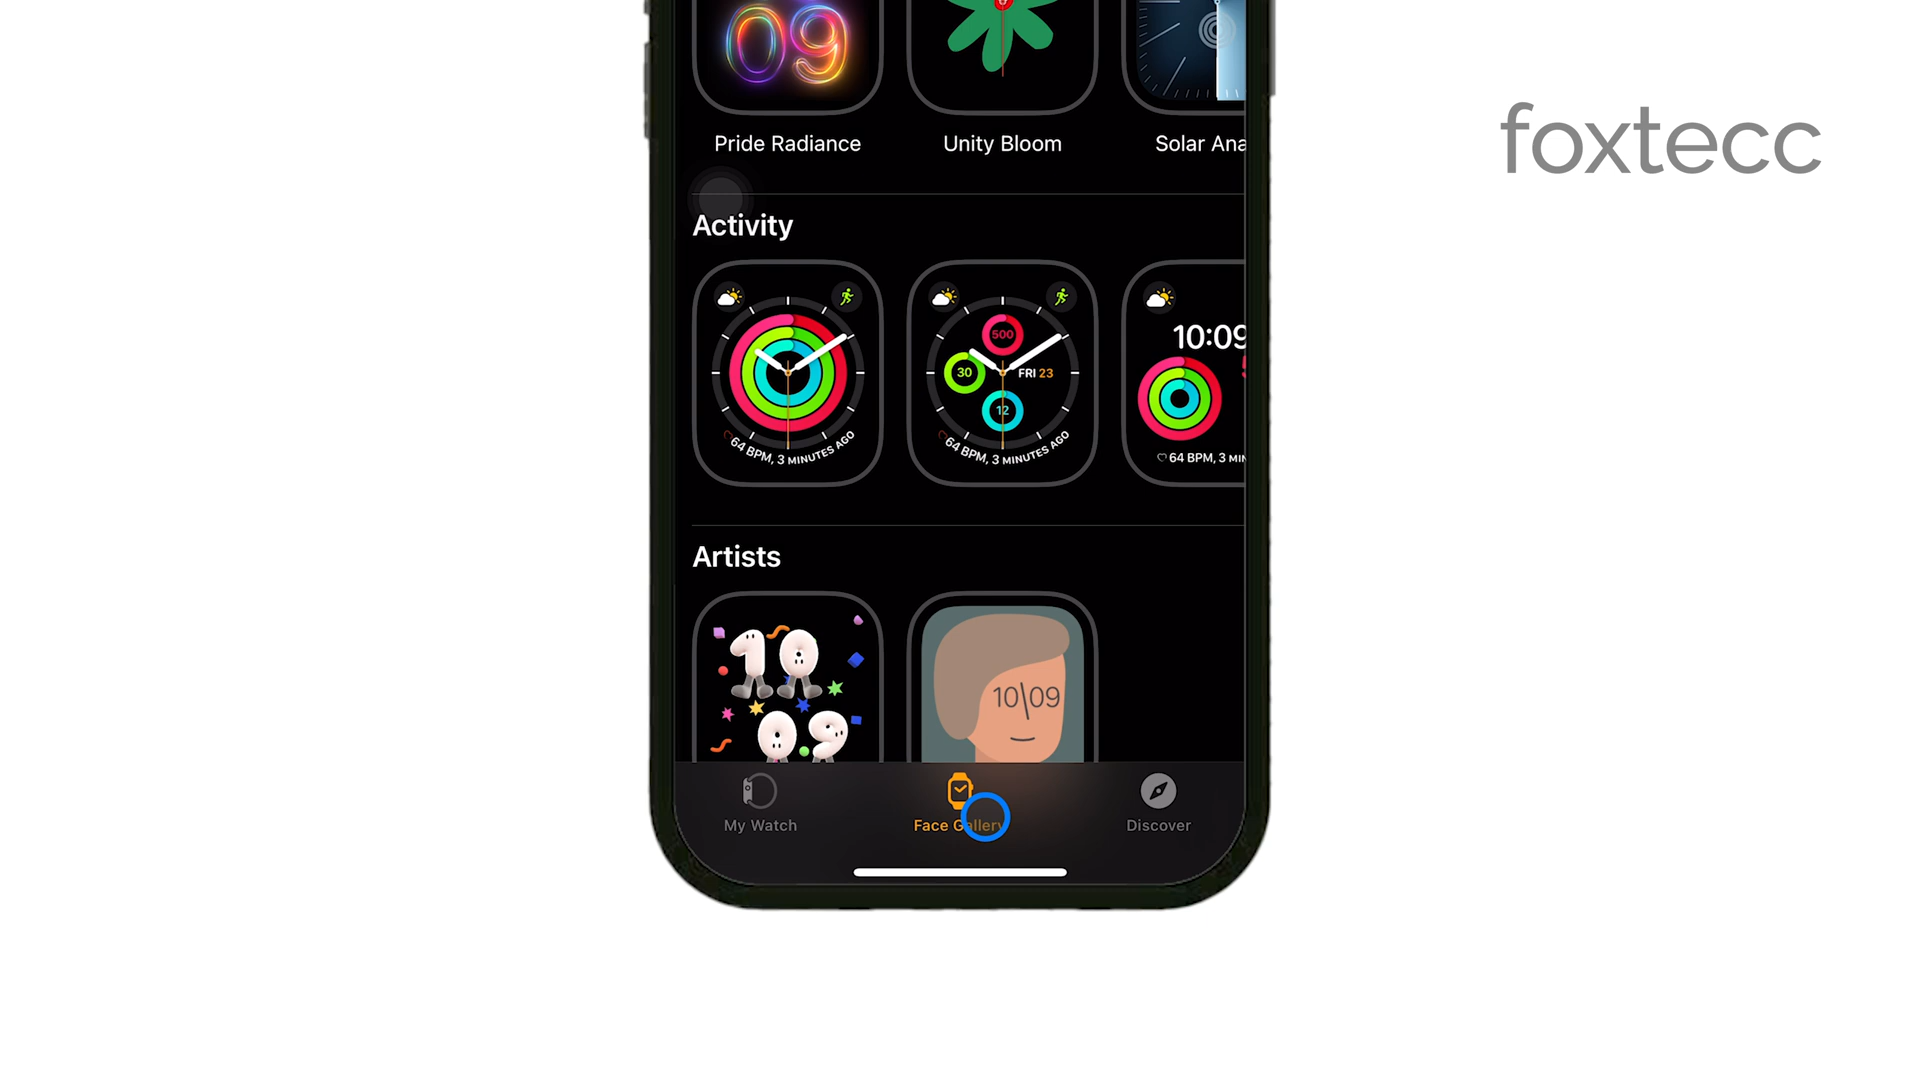 09
foxtecc
Pride Radiance
Unity Bloom
Solar Ana
Activity
500
30
FRI 23
12
64 BPM, 3 MINUTES AGO
64 BPM, 3 MINUTES AGO
10:09
64 BPM, 3 MIN
Artists
10
09
10\09
My Watch
Face Gallery
Discover